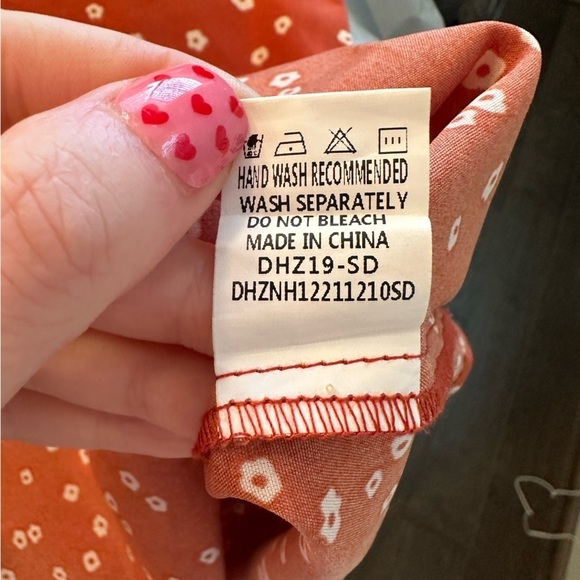 HAND WASH RECOMMENDED
WASH SEPARATELY
DO NOT BLEACH
MADE IN CHINA
DHZ19-SD
DHZNH12211210SD